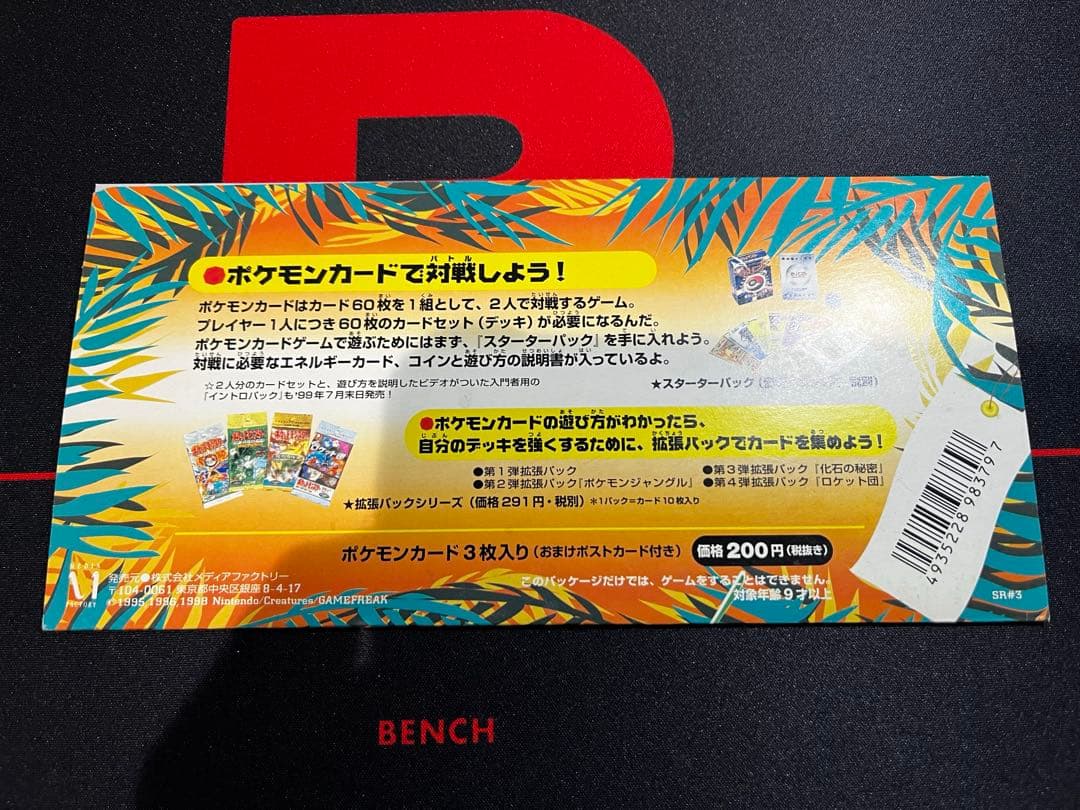 ●ポケモンカードで対戦しよう！
バトル
ポケモンカードはカード60枚を1組として、2人で対戦するゲーム。
プレイヤー1人につき60枚のカードセット（デッキ）が必要になるんだ。
ポケモンカードゲームで遊ぶためにはまず、『スターターパック』を手に入れよう。
対戦に必要なエネルギーカード、コインと遊び方の説明書が入っているよ。
☆2人分のカードセットと、遊び方を説明したビデオがついた入門者用の
『イントロパック』も'99年7月末日発売！
★スターターパック（
別）
●ポケモンカードの遊び方がわかったら、
自分のデッキを強くするために、拡張パックでカードを集めよう！
●第1弾拡張パック
●第2弾拡張パック『ポケモンジャングル』
●第3弾拡張パック『化石の秘密』
●第4弾拡張パック『ロケット団』
★拡張パックシリーズ（価格291円・税別）＊1パック=カード10枚入り
ポケモンカード3枚入り（おまけポストカード付き）
価格200円（税抜き）
このパッケージだけでは、ゲームをすることはできません。
対象年齢9才以上
MEDIA
FACTORY
発売元●株式会社メディアファクトリー
〒104-0061 東京都中央区銀座8-4-17
©1995,1996,1998 Nintendo/Creatures/GAMEFREAK
4935228983797
SR#3
BENCH